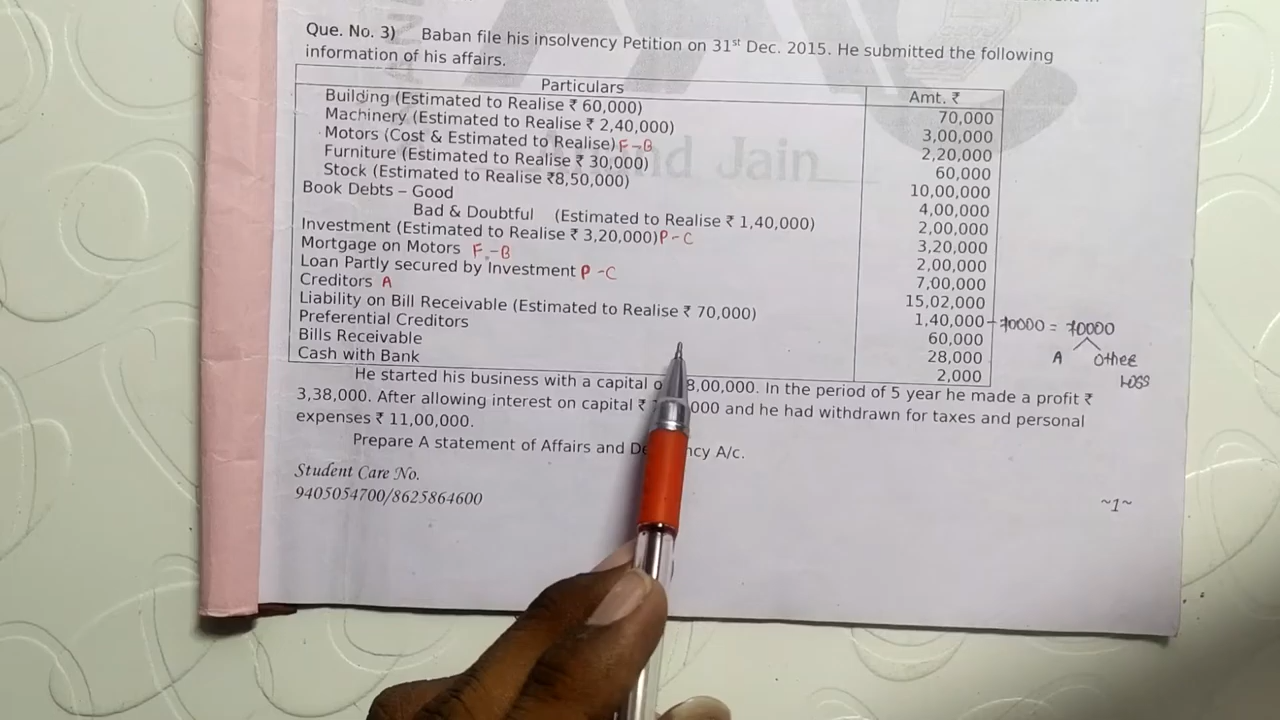 Que. No. 3) Baban file his insolvency Petition on 31st Dec. 2015. He submitted the following
information of his affairs.
Particulars Amt. ₹
Building (Estimated to Realise ₹ 60,000) 70,000
Machinery (Estimated to Realise ₹ 2,40,000) 3,00,000
Motors (Cost & Estimated to Realise) F-B 2,20,000
Furniture (Estimated to Realise ₹ 30,000) 60,000
Stock (Estimated to Realise ₹8,50,000) 10,00,000
Book Debts – Good 4,00,000
Bad & Doubtful (Estimated to Realise ₹ 1,40,000) 2,00,000
Investment (Estimated to Realise ₹ 3,20,000) P-C 3,20,000
Mortgage on Motors F-B 2,00,000
Loan Partly secured by Investment P-C 7,00,000
Creditors A 15,02,000
Liability on Bill Receivable (Estimated to Realise ₹ 70,000) 1,40,000 - 70000 = 70000
Preferential Creditors 60,000 A Other Loss
Bills Receivable 28,000
Cash with Bank 2,000
He started his business with a capital 8,00,000. In the period of 5 year he made a profit ₹
3,38,000. After allowing interest on capital ₹ 000 and he had withdrawn for taxes and personal
expenses ₹ 11,00,000.
Prepare A statement of Affairs and De ncy A/c.
Student Care No.
9405054700/8625864600
~1~
nd Jain